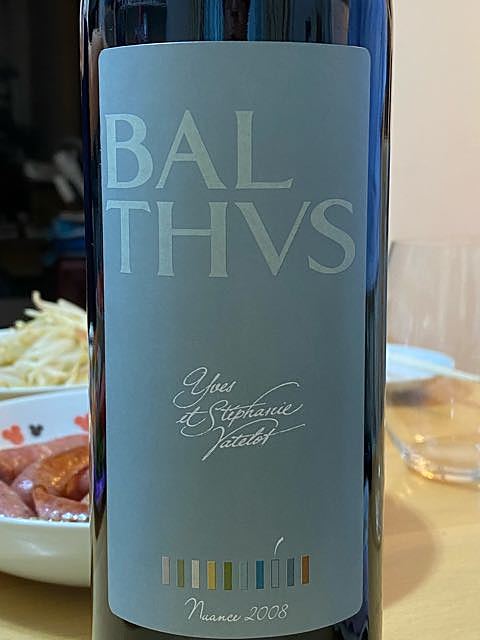 BAL
THVS
Yves
et Stéphanie
Vatelot
Nuance 2008